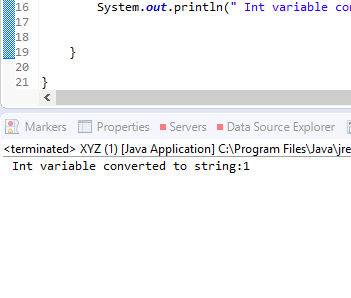 16 System.out.println(" Int variable
17
18
19 }
20
21 }
Markers Properties Servers Data Source Explorer
<terminated> XYZ (1) [Java Application] C:\Program Files\Java\jre
Int variable converted to string:1